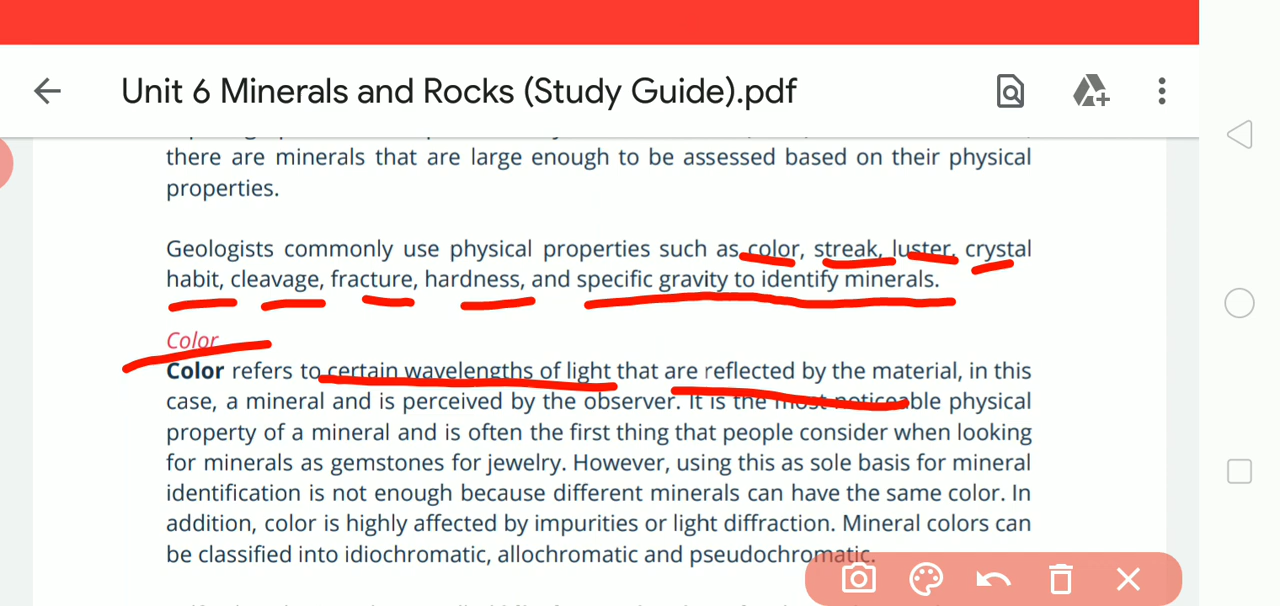 Unit 6 Minerals and Rocks (Study Guide).pdf
there are minerals that are large enough to be assessed based on their physical
properties.
Geologists commonly use physical properties such as color, streak, luster, crystal
habit, cleavage, fracture, hardness, and specific gravity to identify minerals.
Color
Color refers to certain wavelengths of light that are reflected by the material, in this
case, a mineral and is perceived by the observer. It is the most noticeable physical
property of a mineral and is often the first thing that people consider when looking
for minerals as gemstones for jewelry. However, using this as sole basis for mineral
identification is not enough because different minerals can have the same color. In
addition, color is highly affected by impurities or light diffraction. Mineral colors can
be classified into idiochromatic, allochromatic and pseudochromatic.